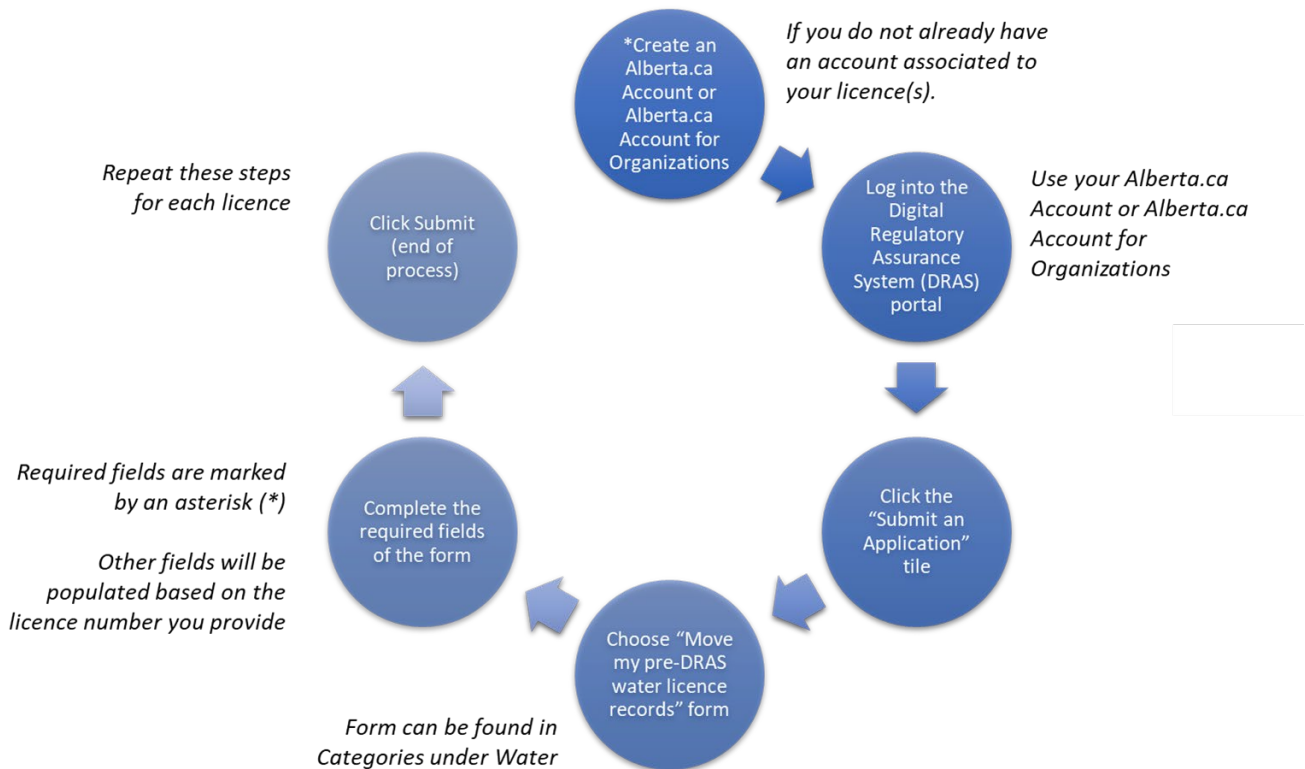 *Create an
Alberta.ca
Account or
Alberta.ca
Account for
Organizations
If you do not already have
an account associated to
your licence(s).
Log into the
Digital
Regulatory
Assurance
System (DRAS)
portal
Use your Alberta.ca
Account or Alberta.ca
Account for
Organizations
Click the
“Submit an
Application”
tile
Choose “Move
my pre-DRAS
water licence
records” form
Form can be found in
Categories under Water
Complete the
required fields
of the form
Required fields are marked
by an asterisk (*)
Other fields will be
populated based on the
licence number you provide
Click Submit
(end of
process)
Repeat these steps
for each licence